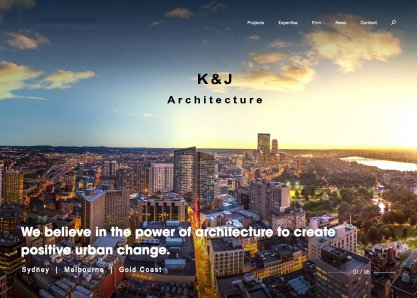 Projects Expertise Firm News Contact
K&J
Architecture
We believe in the power of architecture to create
positive urban change.
Sydney | Melbourne | Gold Coast
01 / 05